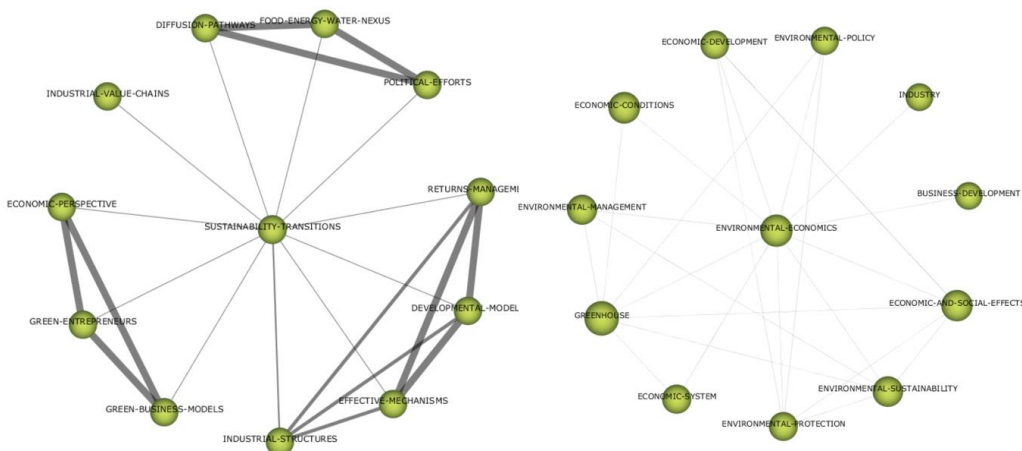 DIFFUSION-PATHWAYS
FOOD-ENERGY-WATER-NEXUS
POLITICAL-EFFORTS
INDUSTRIAL-VALUE-CHAINS
RETURNS-MANAGEMI
ECONOMIC-PERSPECTIVE
SUSTAINABILITY-TRANSITIONS
DEVELOPMENTAL-MODEL
GREEN-ENTREPRENEURS
EFFECTIVE-MECHANISMS
GREEN-BUSINESS-MODELS
INDUSTRIAL-STRUCTURES
ECONOMIC-DEVELOPMENT
ENVIRONMENTAL-POLICY
INDUSTRY
ECONOMIC-CONDITIONS
BUSINESS-DEVELOPMENT
ENVIRONMENTAL-MANAGEMENT
ENVIRONMENTAL-ECONOMICS
ECONOMIC-AND-SOCIAL-EFFECTS
GREENHOUSE
ENVIRONMENTAL-SUSTAINABILITY
ECONOMIC-SYSTEM
ENVIRONMENTAL-PROTECTION